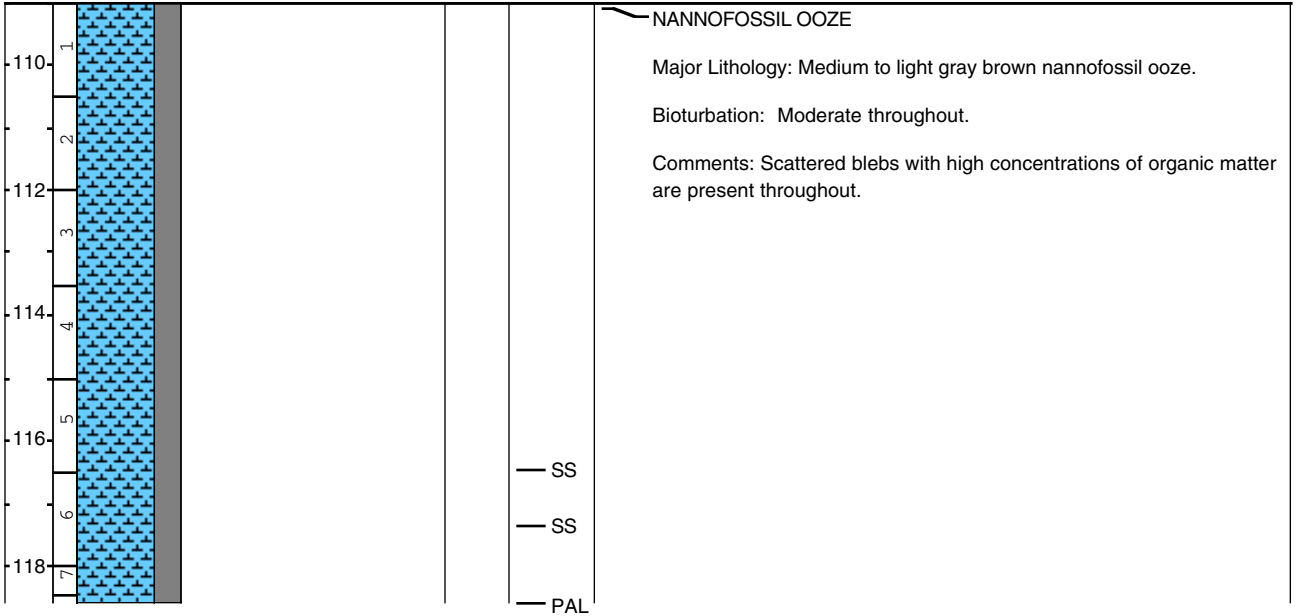 NANNOFOSSIL OOZE
Major Lithology: Medium to light gray brown nannofossil ooze.
Bioturbation: Moderate throughout.
Comments: Scattered blebs with high concentrations of organic matter
are present throughout.
110
112
114
116
118
1
2
3
4
5
6
7
SS
SS
PAL